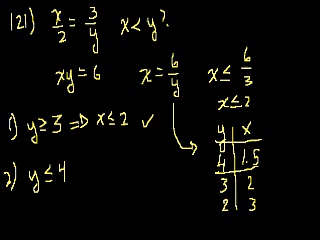 121) x/2 = 3/y x < y?
xy = 6 x = 6/y x ≤ 6/3
x ≤ 2
1) y ≥ 3 ⇒ x ≤ 2 ✓
2) y ≤ 4
y | x
4 | 1.5
3 | 2
2 | 3